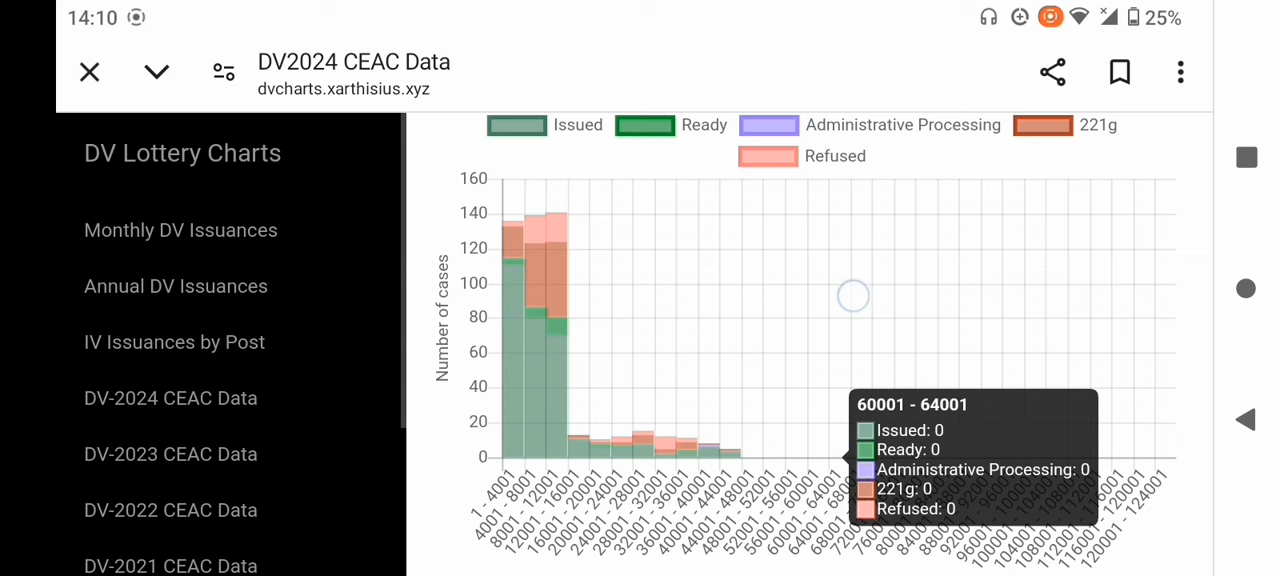 14:10
25%
DV2024 CEAC Data
dvcharts.xarthisius.xyz
DV Lottery Charts
Monthly DV Issuances
Annual DV Issuances
IV Issuances by Post
DV-2024 CEAC Data
DV-2023 CEAC Data
DV-2022 CEAC Data
DV-2021 CEAC Data
Issued Ready Administrative Processing 221g
Refused
Number of cases
160
140
120
100
80
60
40
20
0
60001 - 64001
Issued: 0
Ready: 0
Administrative Processing: 0
221g: 0
Refused: 0
1 - 4001
4001 - 8001
8001 - 12001
12001 - 16001
16001 - 20001
20001 - 24001
24001 - 28001
28001 - 32001
32001 - 36001
36001 - 40001
40001 - 44001
44001 - 48001
48001 - 52001
52001 - 56001
56001 - 60001
60001 - 64001
64001 - 68001
120001 - 124001